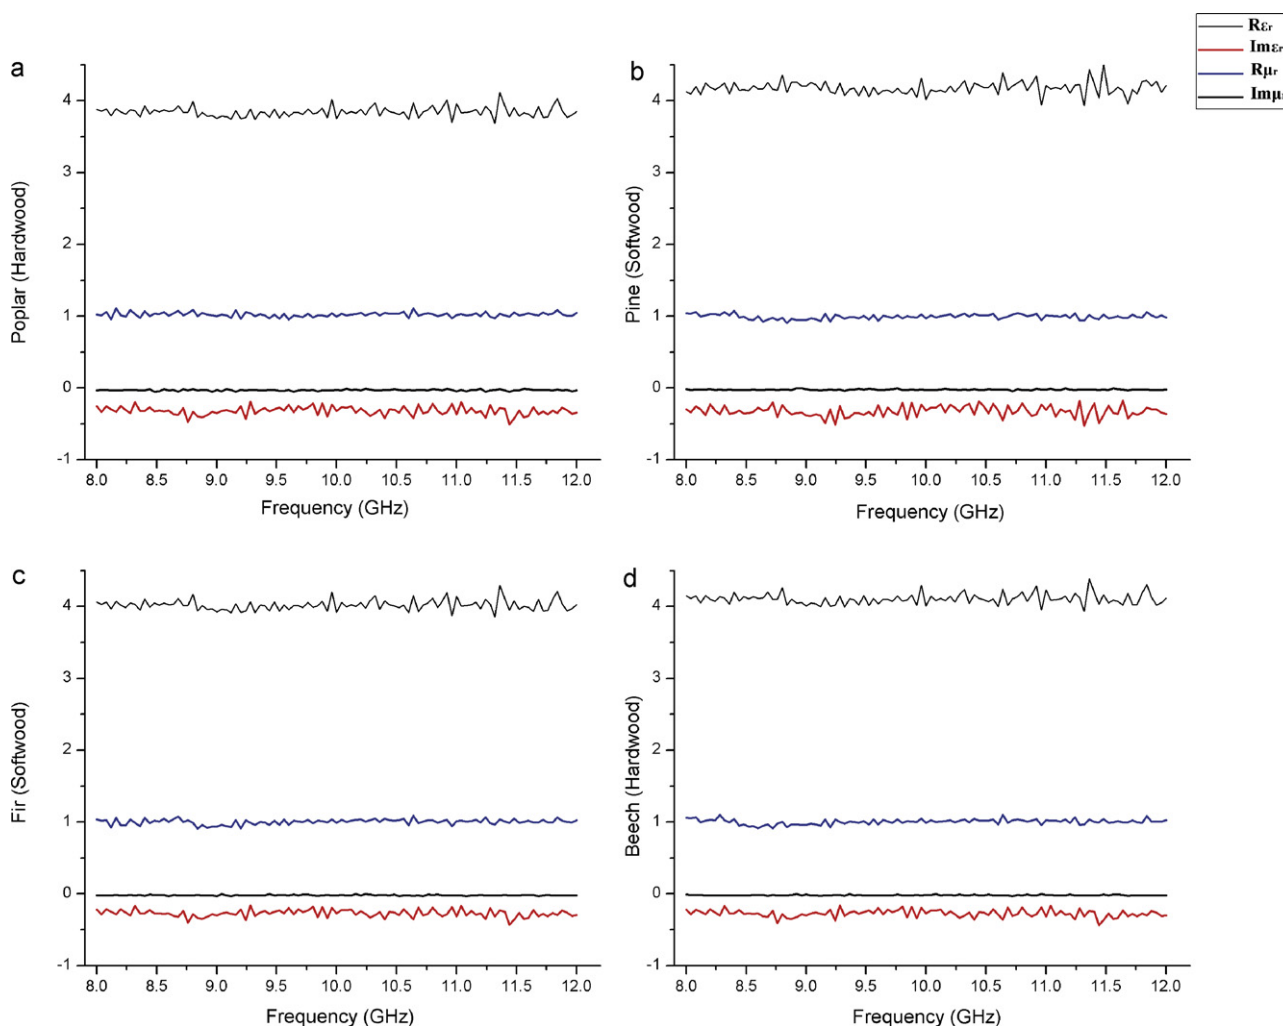 Rεr
Imεr
Rμr
Imμr
a
4
3
2
1
0
-1
Poplar (Hardwood)
8.0 8.5 9.0 9.5 10.0 10.5 11.0 11.5 12.0
Frequency (GHz)
b
4
3
2
1
0
-1
Pine (Softwood)
8.0 8.5 9.0 9.5 10.0 10.5 11.0 11.5 12.0
Frequency (GHz)
c
4
3
2
1
0
-1
Fir (Softwood)
8.0 8.5 9.0 9.5 10.0 10.5 11.0 11.5 12.0
Frequency (GHz)
d
4
3
2
1
0
-1
Beech (Hardwood)
8.0 8.5 9.0 9.5 10.0 10.5 11.0 11.5 12.0
Frequency (GHz)